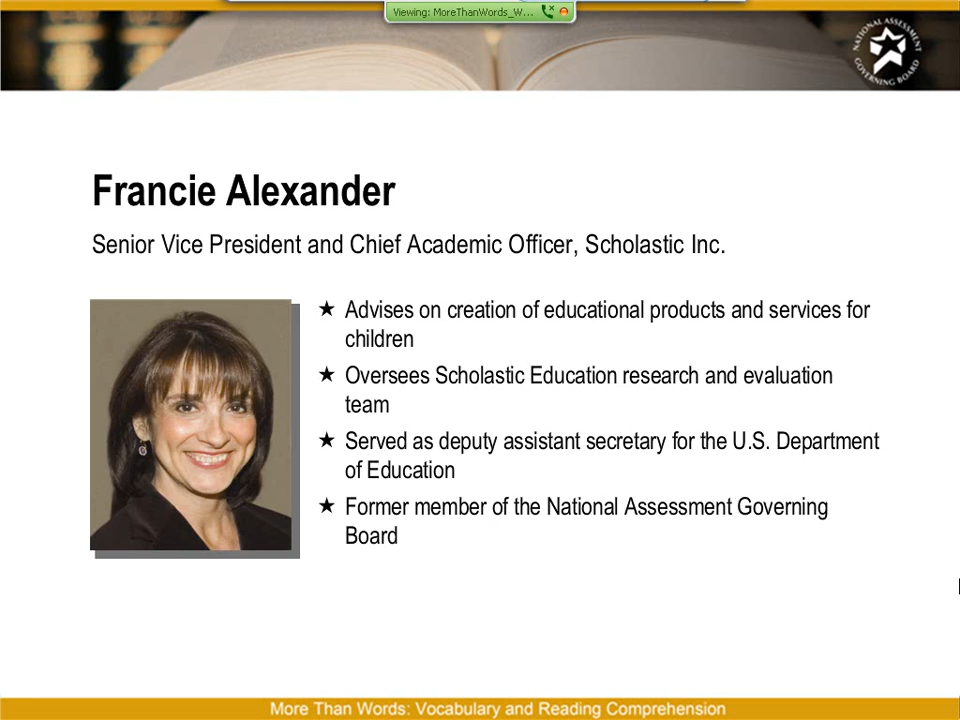 Viewing: MoreThanWords_W...
NATIONAL ASSESSMENT
GOVERNING BOARD
Francie Alexander
Senior Vice President and Chief Academic Officer, Scholastic Inc.
★ Advises on creation of educational products and services for
children
★ Oversees Scholastic Education research and evaluation
team
★ Served as deputy assistant secretary for the U.S. Department
of Education
★ Former member of the National Assessment Governing
Board
More Than Words: Vocabulary and Reading Comprehension